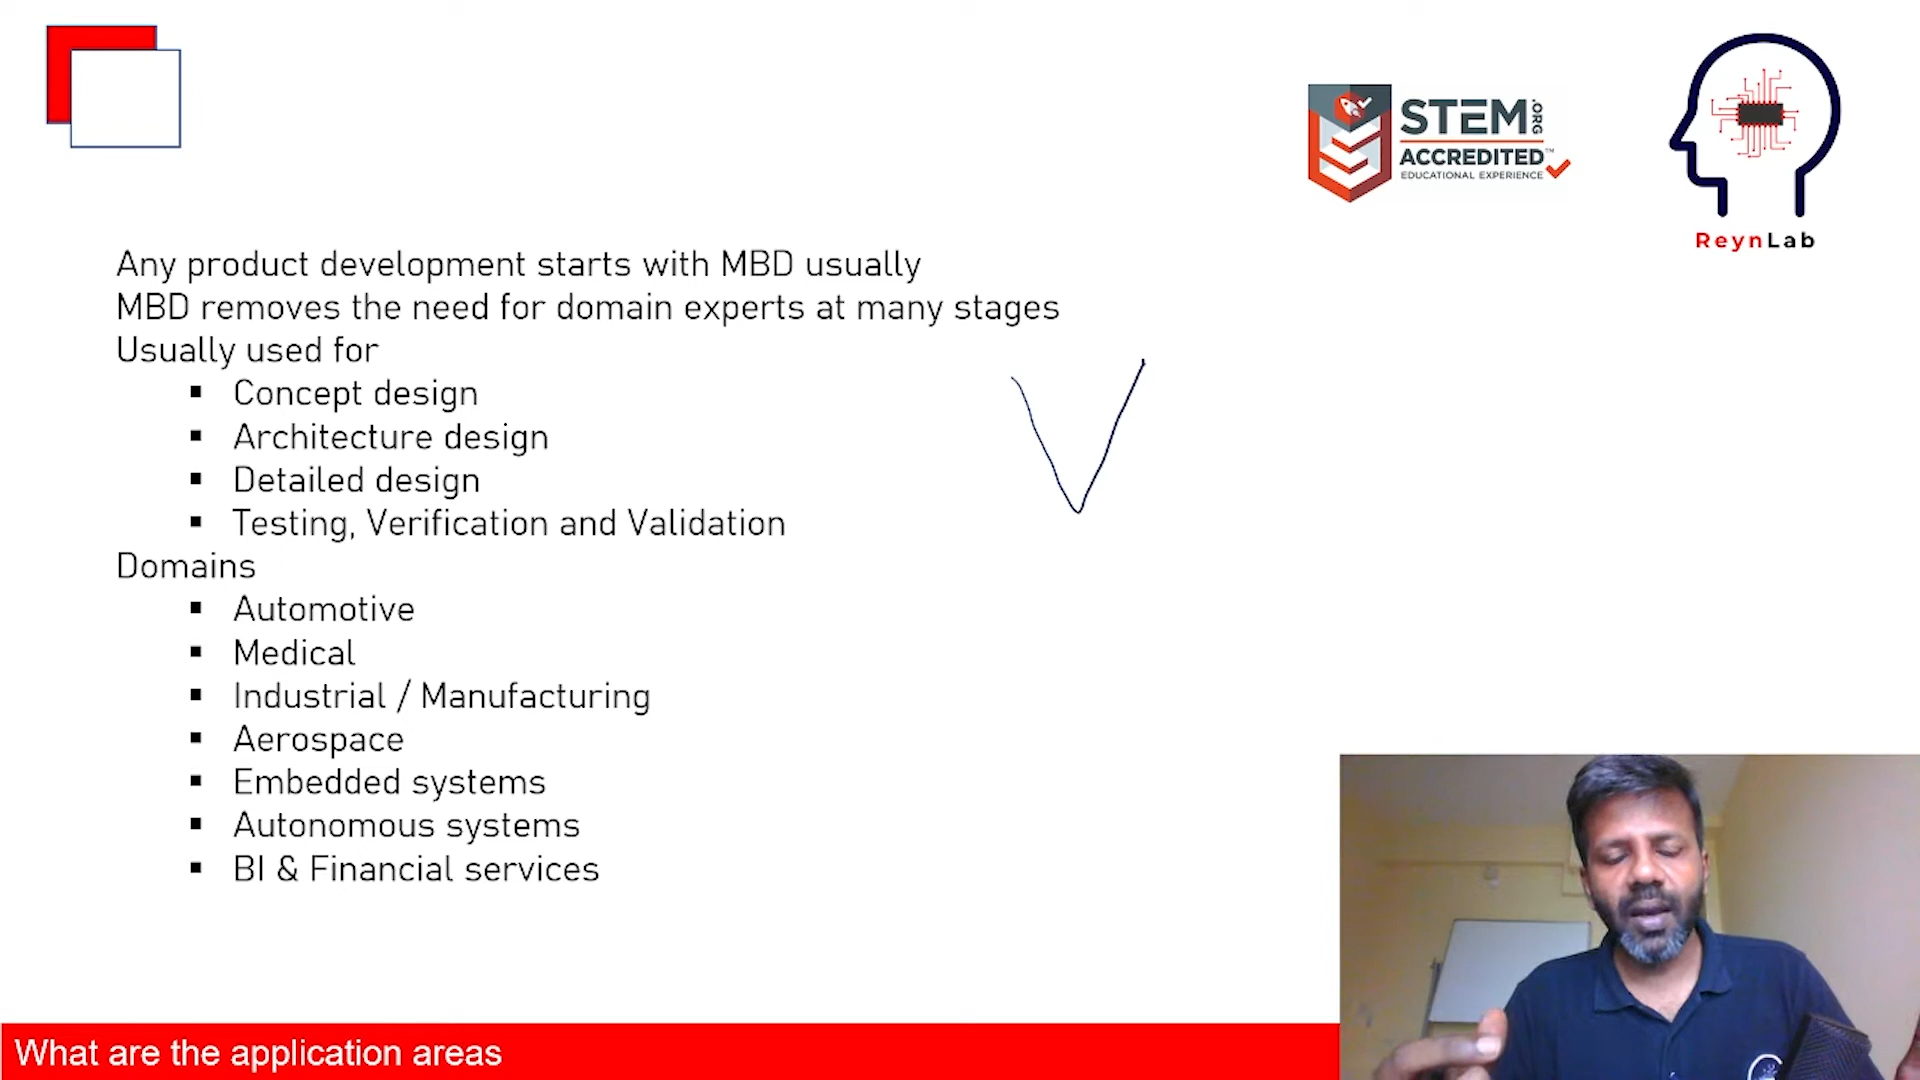 STEM.ORG
ACCREDITED™
EDUCATIONAL EXPERIENCE
ReynLab
Any product development starts with MBD usually
MBD removes the need for domain experts at many stages
Usually used for
▪ Concept design
▪ Architecture design
▪ Detailed design
▪ Testing, Verification and Validation
Domains
▪ Automotive
▪ Medical
▪ Industrial / Manufacturing
▪ Aerospace
▪ Embedded systems
▪ Autonomous systems
▪ BI & Financial services
What are the application areas